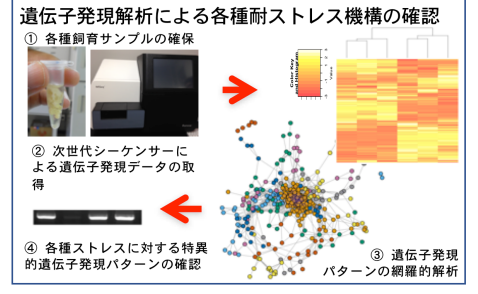 遺伝子発現解析による各種耐ストレス機構の確認
① 各種飼育サンプルの確保
② 次世代シーケンサーに
よる遺伝子発現データの取
得
Color Key
and Histogram
Value
③ 遺伝子発現
パターンの網羅的解析
④ 各種ストレスに対する特異
的遺伝子発現パターンの確認